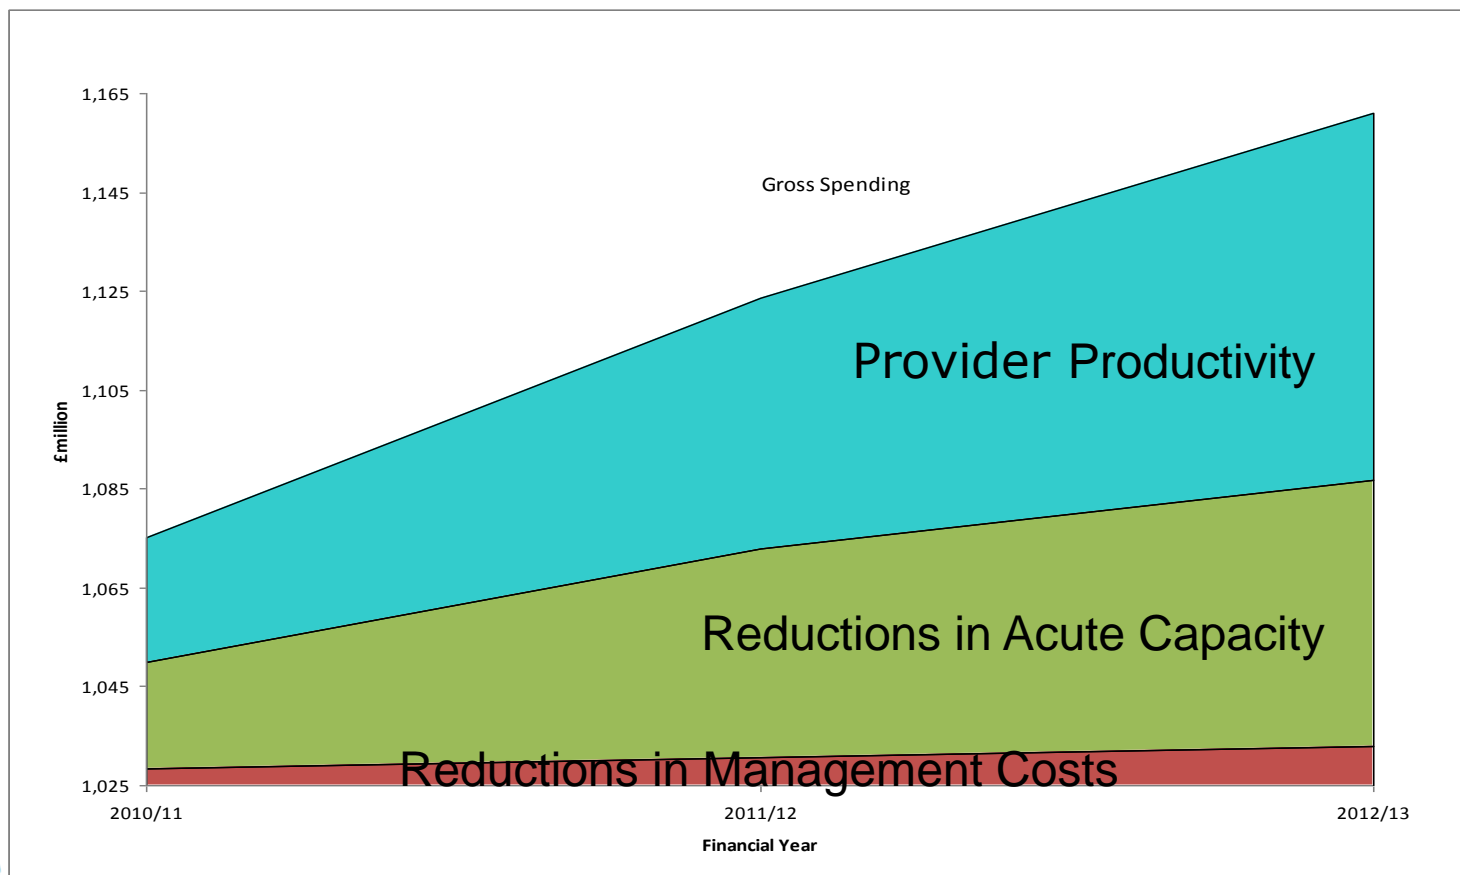 1,165
1,145
Gross Spending
1,125
Provider Productivity
1,105
£million
1,085
1,065
Reductions in Acute Capacity
1,045
Reductions in Management Costs
1,025
2010/11 2011/12 2012/13
Financial Year